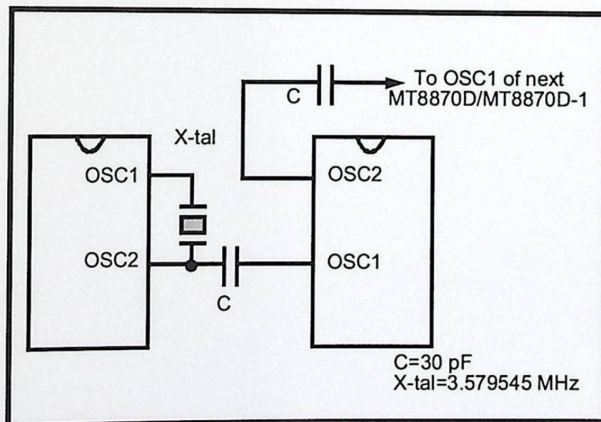 To OSC1 of next
MT8870D/MT8870D-1
C
X-tal
OSC1
OSC2
OSC2
OSC1
C
C=30 pF
X-tal=3.579545 MHz